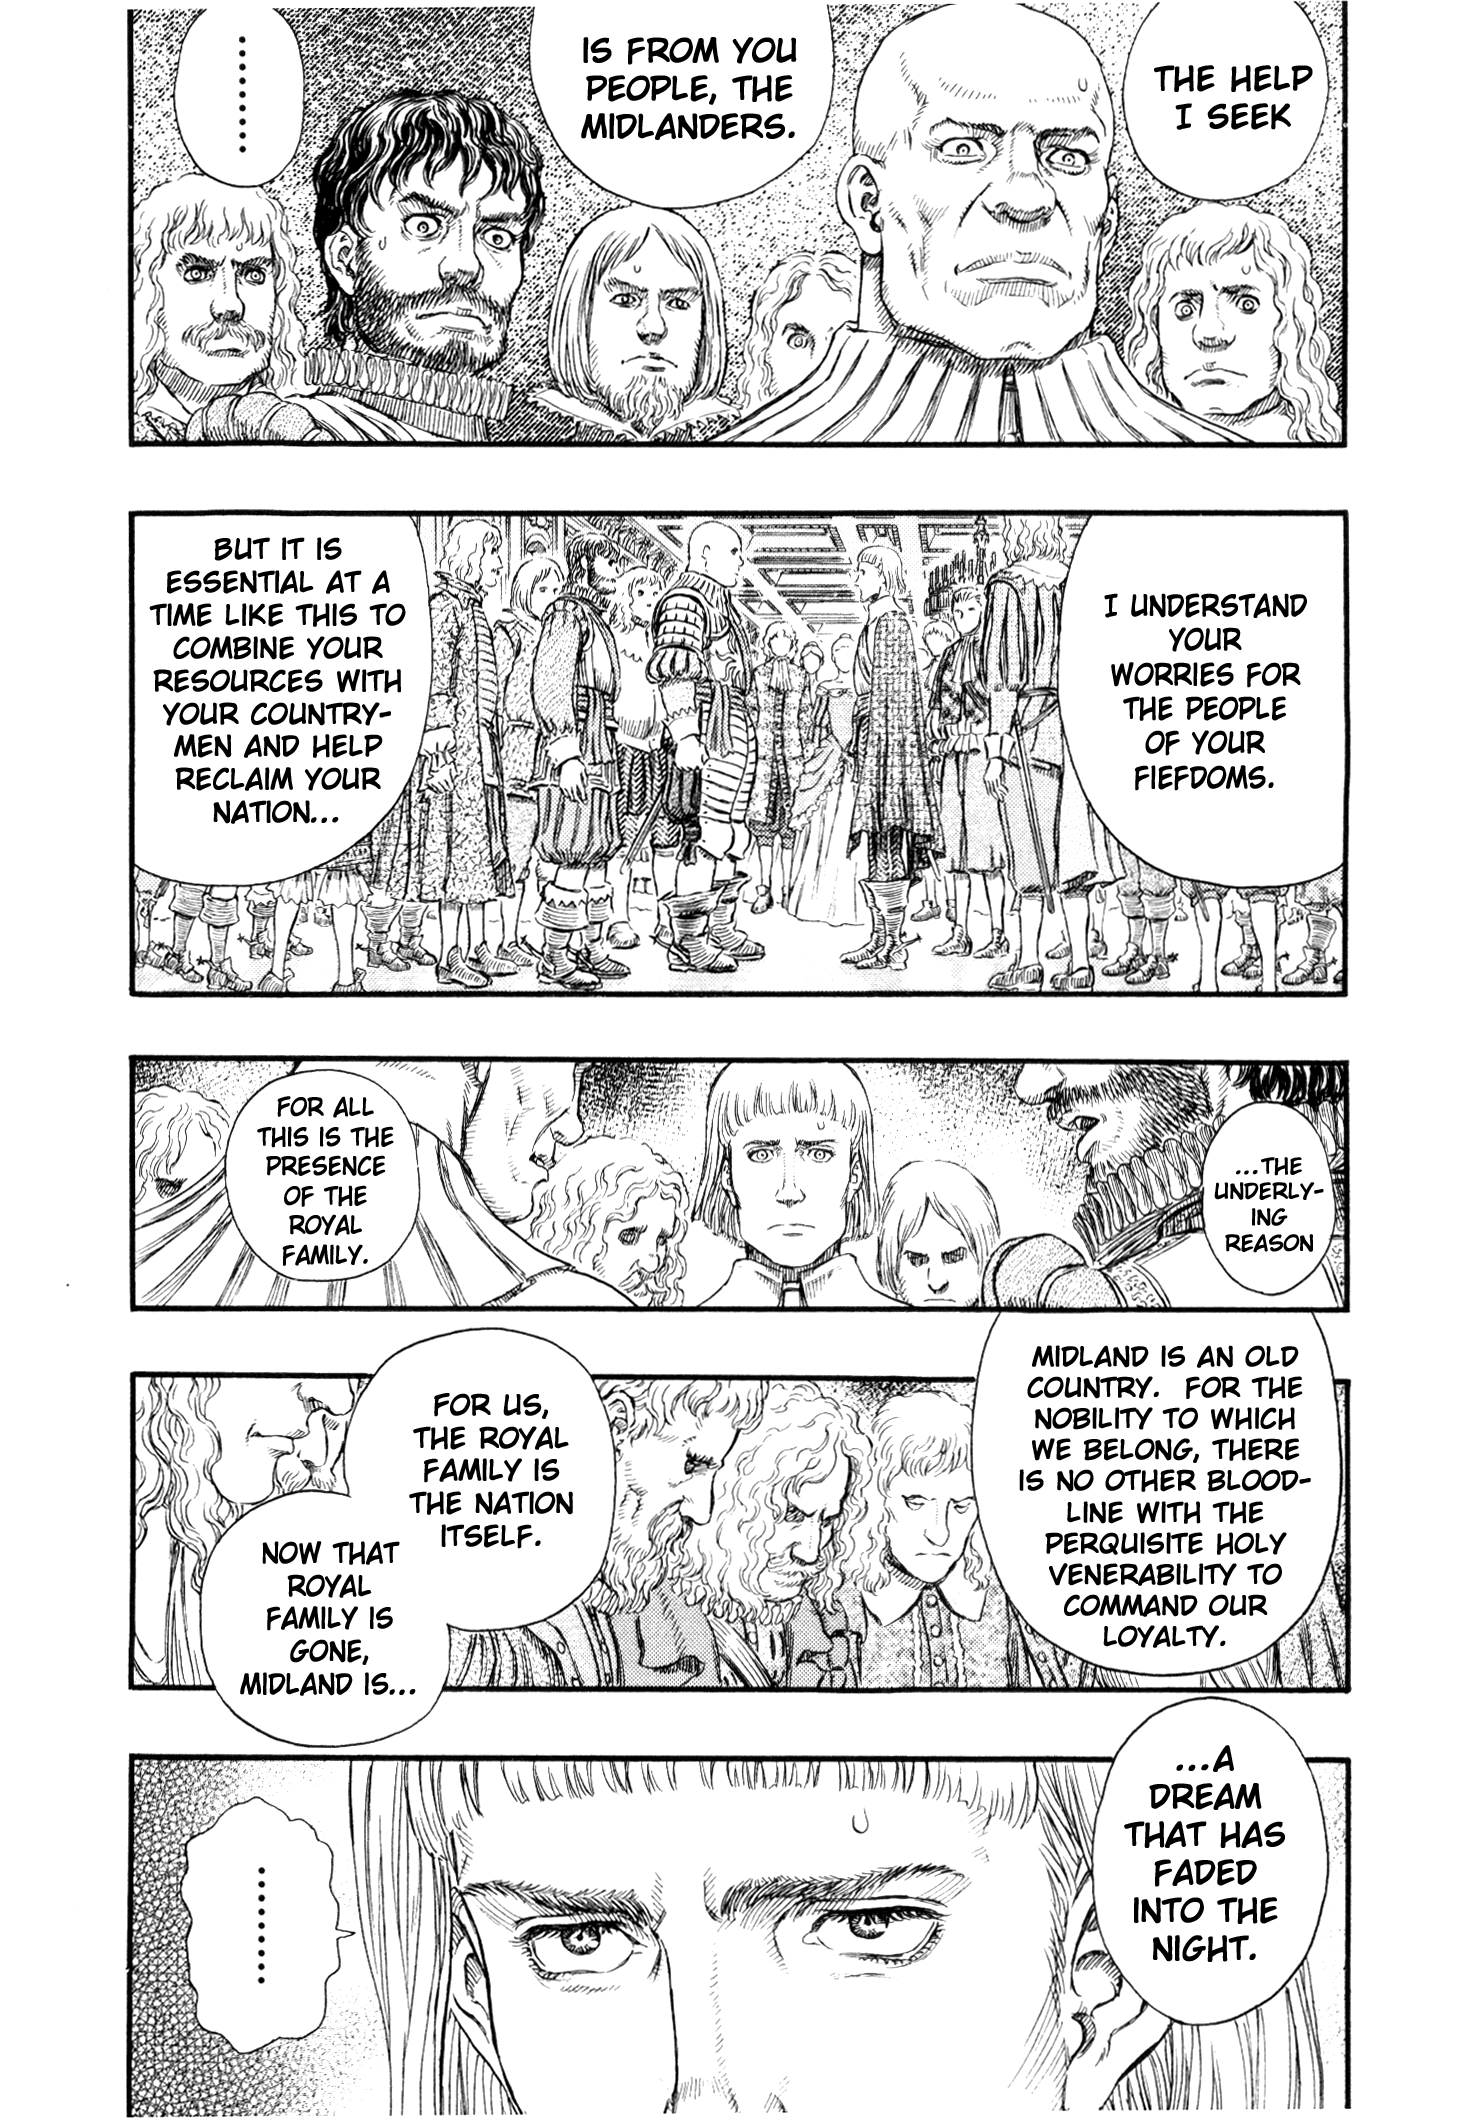 THE HELP
I SEEK
IS FROM YOU
PEOPLE, THE
MIDLANDERS.
........
I UNDERSTAND
YOUR
WORRIES FOR
THE PEOPLE
OF YOUR
FIEFDOMS.
BUT IT IS
ESSENTIAL AT A
TIME LIKE THIS TO
COMBINE YOUR
RESOURCES WITH
YOUR COUNTRY-
MEN AND HELP
RECLAIM YOUR
NATION...
...THE
UNDERLY-
ING
REASON
FOR ALL
THIS IS THE
PRESENCE
OF THE
ROYAL
FAMILY.
MIDLAND IS AN OLD
COUNTRY. FOR THE
NOBILITY TO WHICH
WE BELONG, THERE
IS NO OTHER BLOOD-
LINE WITH THE
PERQUISITE HOLY
VENERABILITY TO
COMMAND OUR
LOYALTY.
FOR US,
THE ROYAL
FAMILY IS
THE NATION
ITSELF.
NOW THAT
ROYAL
FAMILY IS
GONE,
MIDLAND IS...
...A
DREAM
THAT HAS
FADED
INTO THE
NIGHT.
........